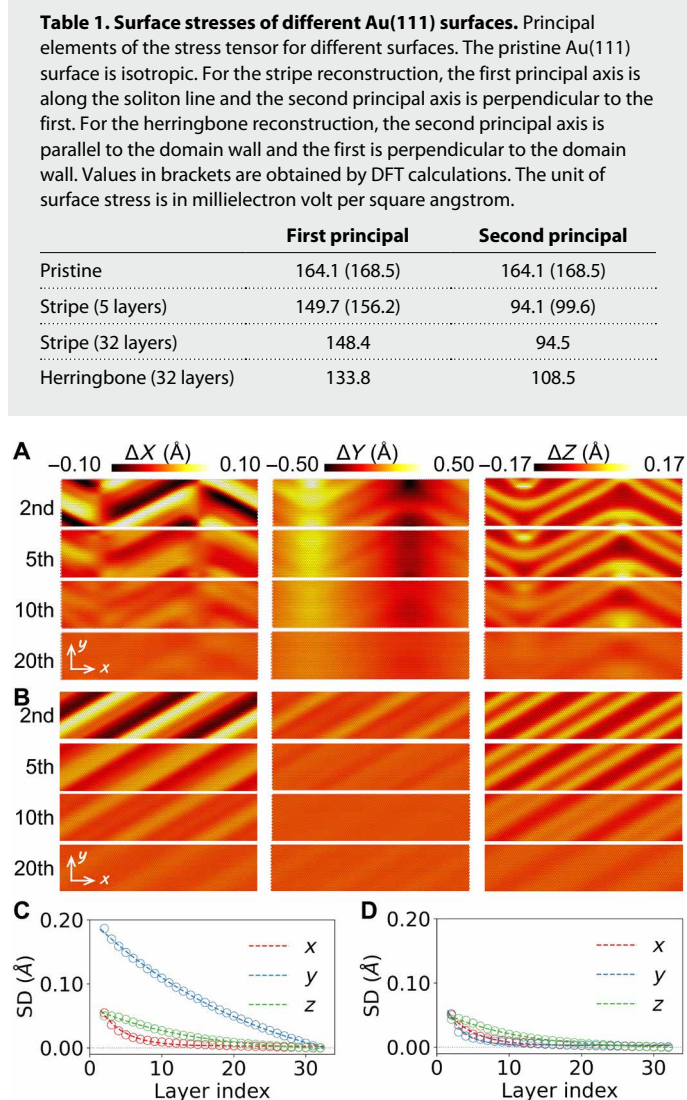 Table 1. Surface stresses of different Au(111) surfaces. Principal
elements of the stress tensor for different surfaces. The pristine Au(111)
surface is isotropic. For the stripe reconstruction, the first principal axis is
along the soliton line and the second principal axis is perpendicular to the
first. For the herringbone reconstruction, the second principal axis is
parallel to the domain wall and the first is perpendicular to the domain
wall. Values in brackets are obtained by DFT calculations. The unit of
surface stress is in millielectron volt per square angstrom.
First principal Second principal
Pristine 164.1 (168.5) 164.1 (168.5)
Stripe (5 layers) 149.7 (156.2) 94.1 (99.6)
Stripe (32 layers) 148.4 94.5
Herringbone (32 layers) 133.8 108.5
A ΔX (Å) ΔY (Å) ΔZ (Å)
−0.10 0.10 −0.50 0.50 −0.17 0.17
2nd
5th
10th
20th
y
x
B
2nd
5th
10th
20th
y
x
C
SD (Å)
0.20
0.10
0.00
x
y
z
0 10 20 30
Layer index
D
SD (Å)
0.20
0.10
0.00
x
y
z
0 10 20 30
Layer index